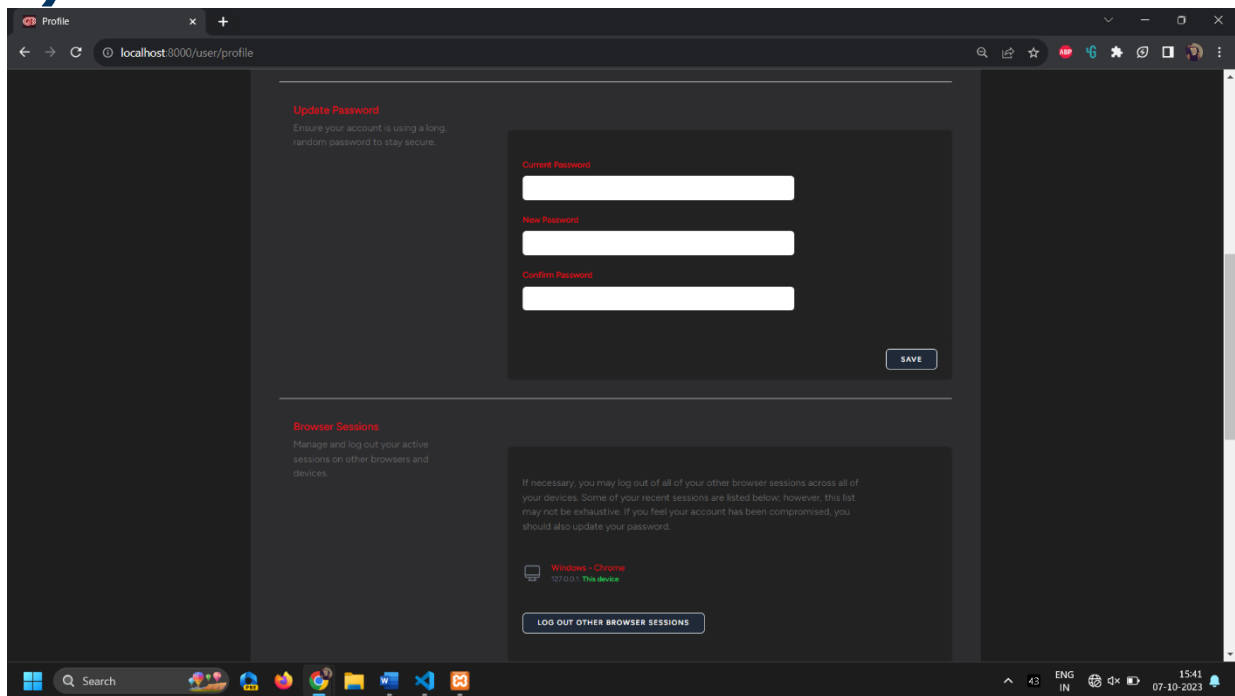 Profile
localhost:8000/user/profile
ABP
Update Password
Ensure your account is using a long,
random password to stay secure.
Current Password
New Password
Confirm Password
SAVE
Browser Sessions
Manage and log out your active
sessions on other browsers and
devices.
If necessary, you may log out of all of your other browser sessions across all of
your devices. Some of your recent sessions are listed below; however, this list
may not be exhaustive. If you feel your account has been compromised, you
should also update your password.
Windows - Chrome
127.0.0.1, This device
LOG OUT OTHER BROWSER SESSIONS
Search
PRE
43
ENG
IN
15:41
07-10-2023